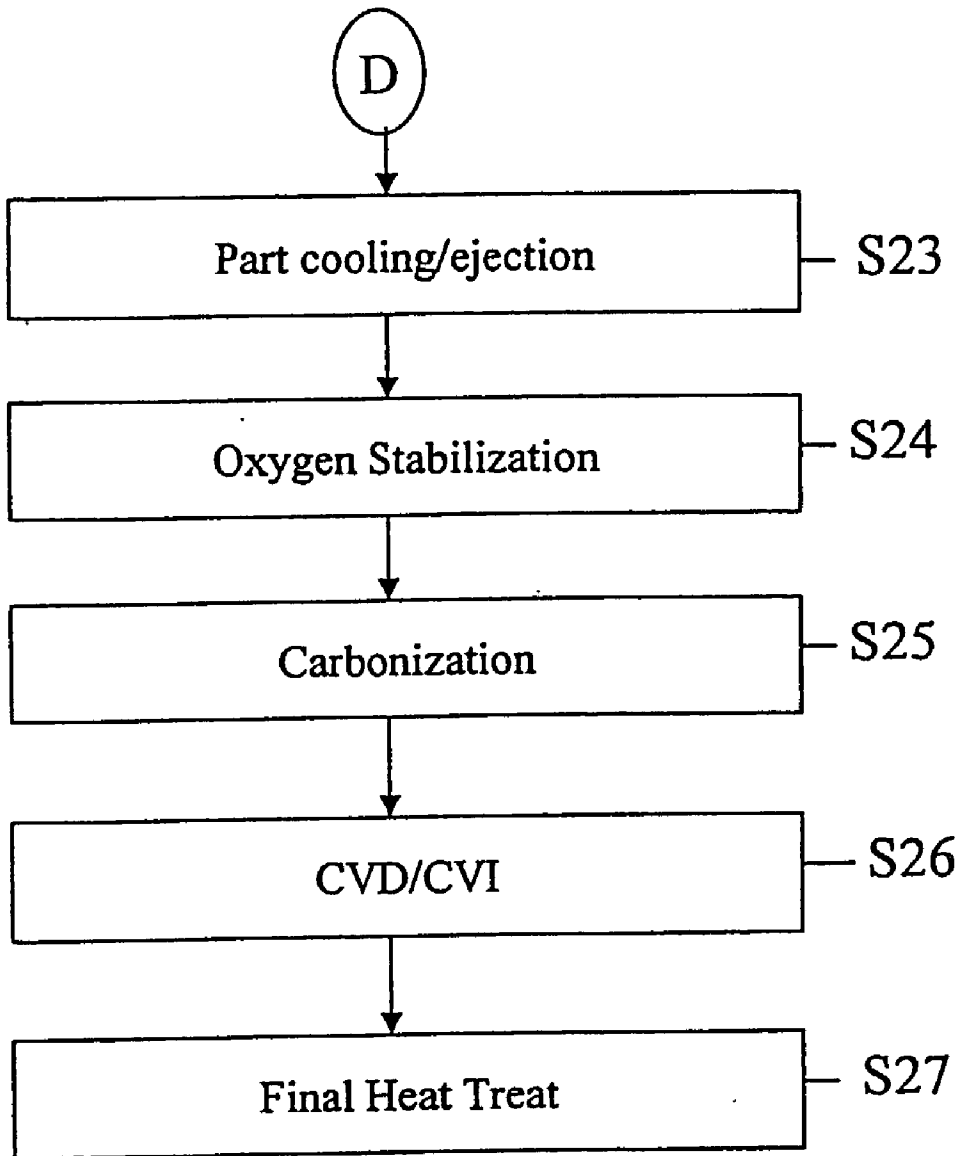 D
Part cooling/ejection
S23
Oxygen Stabilization
S24
Carbonization
S25
CVD/CVI
S26
Final Heat Treat
S27